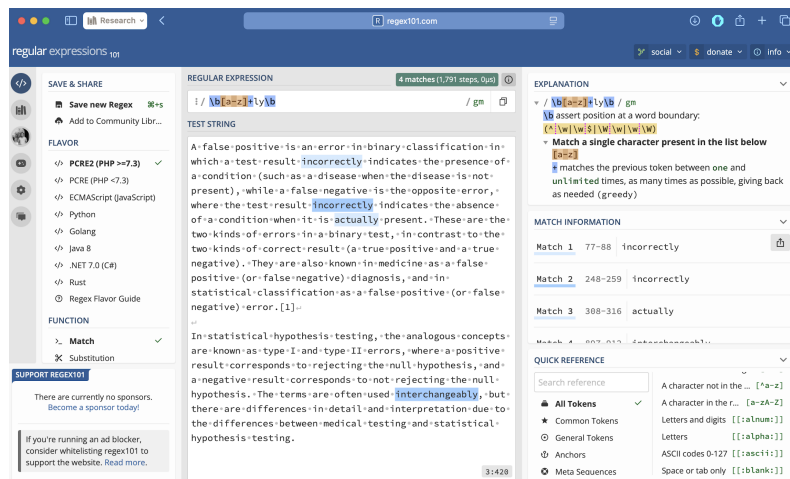 Research
regex101.com
regular expressions 101
social
donate
info
SAVE & SHARE
Save new Regex ⌘+s
Add to Community Libr...
FLAVOR
</> PCRE2 (PHP >=7.3)
</> PCRE (PHP <7.3)
</> ECMAScript (JavaScript)
</> Python
</> Golang
</> Java 8
</> .NET 7.0 (C#)
</> Rust
Regex Flavor Guide
FUNCTION
>_ Match
Substitution
SUPPORT REGEX101
There are currently no sponsors.
Become a sponsor today!
If you're running an ad blocker,
consider whitelisting regex101 to
support the website. Read more.
REGULAR EXPRESSION
4 matches (1,791 steps, 0μs)
/ \b[a-z]+ly\b / gm
TEST STRING
A false positive is an error in binary classification in
which a test result incorrectly indicates the presence of
a condition (such as a disease when the disease is not
present), while a false negative is the opposite error,
where the test result incorrectly indicates the absence
of a condition when it is actually present. These are the
two kinds of errors in a binary test, in contrast to the
two kinds of correct result (a true positive and a true
negative). They are also known in medicine as a false
positive (or false negative) diagnosis, and in
statistical classification as a false positive (or false
negative) error.[1]
In statistical hypothesis testing, the analogous concepts
are known as type I and type II errors, where a positive
result corresponds to rejecting the null hypothesis, and
a negative result corresponds to not rejecting the null
hypothesis. The terms are often used interchangeably, but
there are differences in detail and interpretation due to
the differences between medical testing and statistical
hypothesis testing.
3:420
EXPLANATION
/ \b[a-z]+ly\b / gm
\b assert position at a word boundary:
(^\w|\w$|\W\w|\w\W)
Match a single character present in the list below
[a-z]
+ matches the previous token between one and
unlimited times, as many times as possible, giving back
as needed (greedy)
MATCH INFORMATION
Match 1 77-88 incorrectly
Match 2 248-259 incorrectly
Match 3 308-316 actually
Match 4 897-912 interchangeably
QUICK REFERENCE
Search reference
All Tokens
Common Tokens
General Tokens
Anchors
Meta Sequences
A character not in the ... [^a-z]
A character in the r... [a-zA-Z]
Letters and digits [[:alnum:]]
Letters [[:alpha:]]
ASCII codes 0-127 [[:ascii:]]
Space or tab only [[:blank:]]